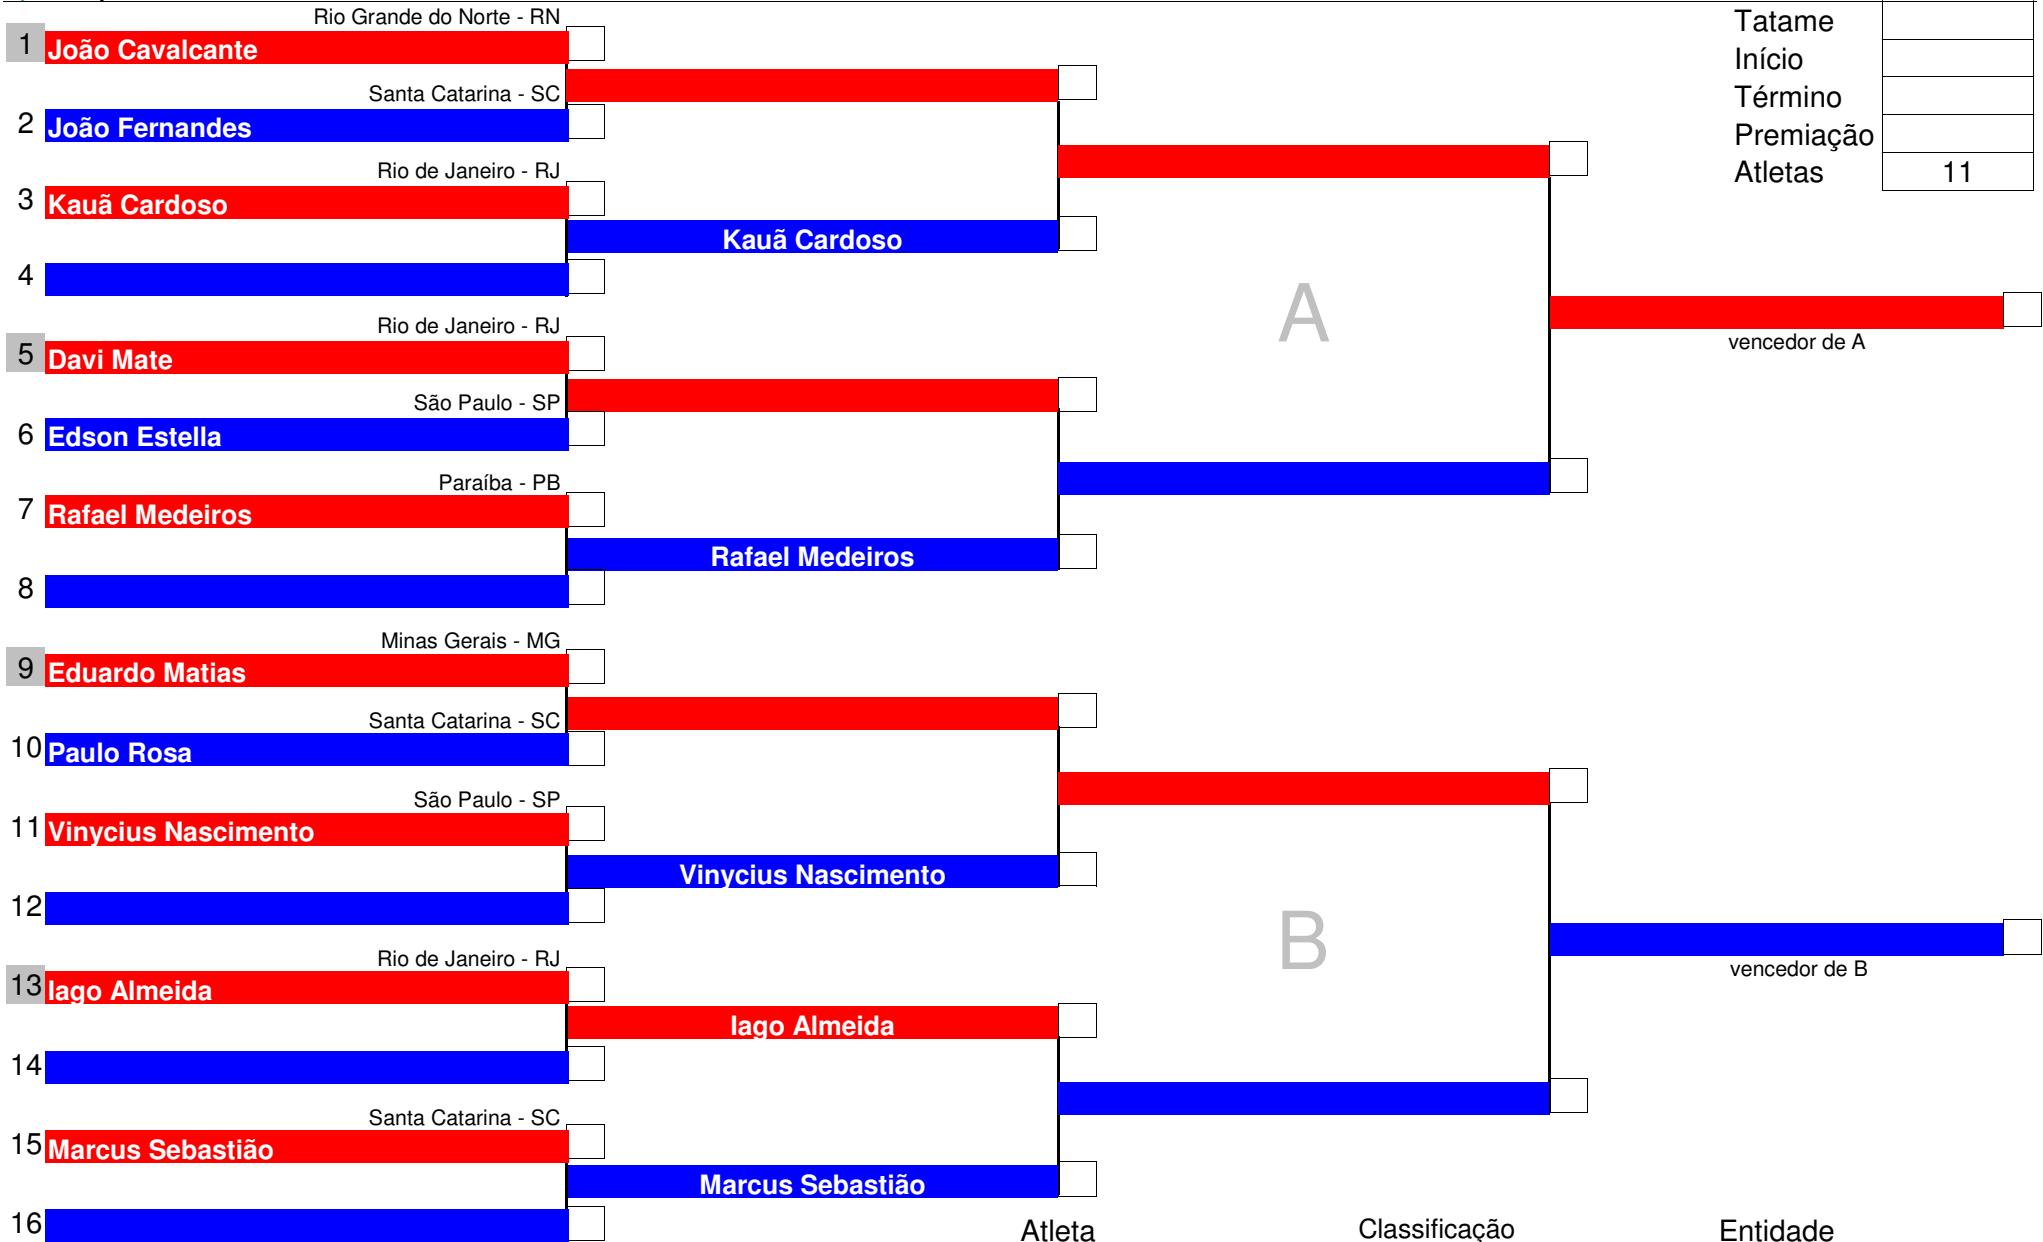 Rio Grande do Norte - RN
Tatame
1 João Cavalcante
Início
Santa Catarina - SC
Término
2 João Fernandes
Premiação
Rio de Janeiro - RJ
Atletas 11
3 Kauã Cardoso
Kauã Cardoso
4
A
Rio de Janeiro - RJ
vencedor de A
5 Davi Mate
São Paulo - SP
6 Edson Estella
Paraíba - PB
7 Rafael Medeiros
Rafael Medeiros
8
Minas Gerais - MG
9 Eduardo Matias
Santa Catarina - SC
10 Paulo Rosa
São Paulo - SP
11 Vinycius Nascimento
Vinycius Nascimento
12
B
Rio de Janeiro - RJ
vencedor de B
13 Iago Almeida
Iago Almeida
14
Santa Catarina - SC
15 Marcus Sebastião
Marcus Sebastião
16
Atleta Classificação Entidade